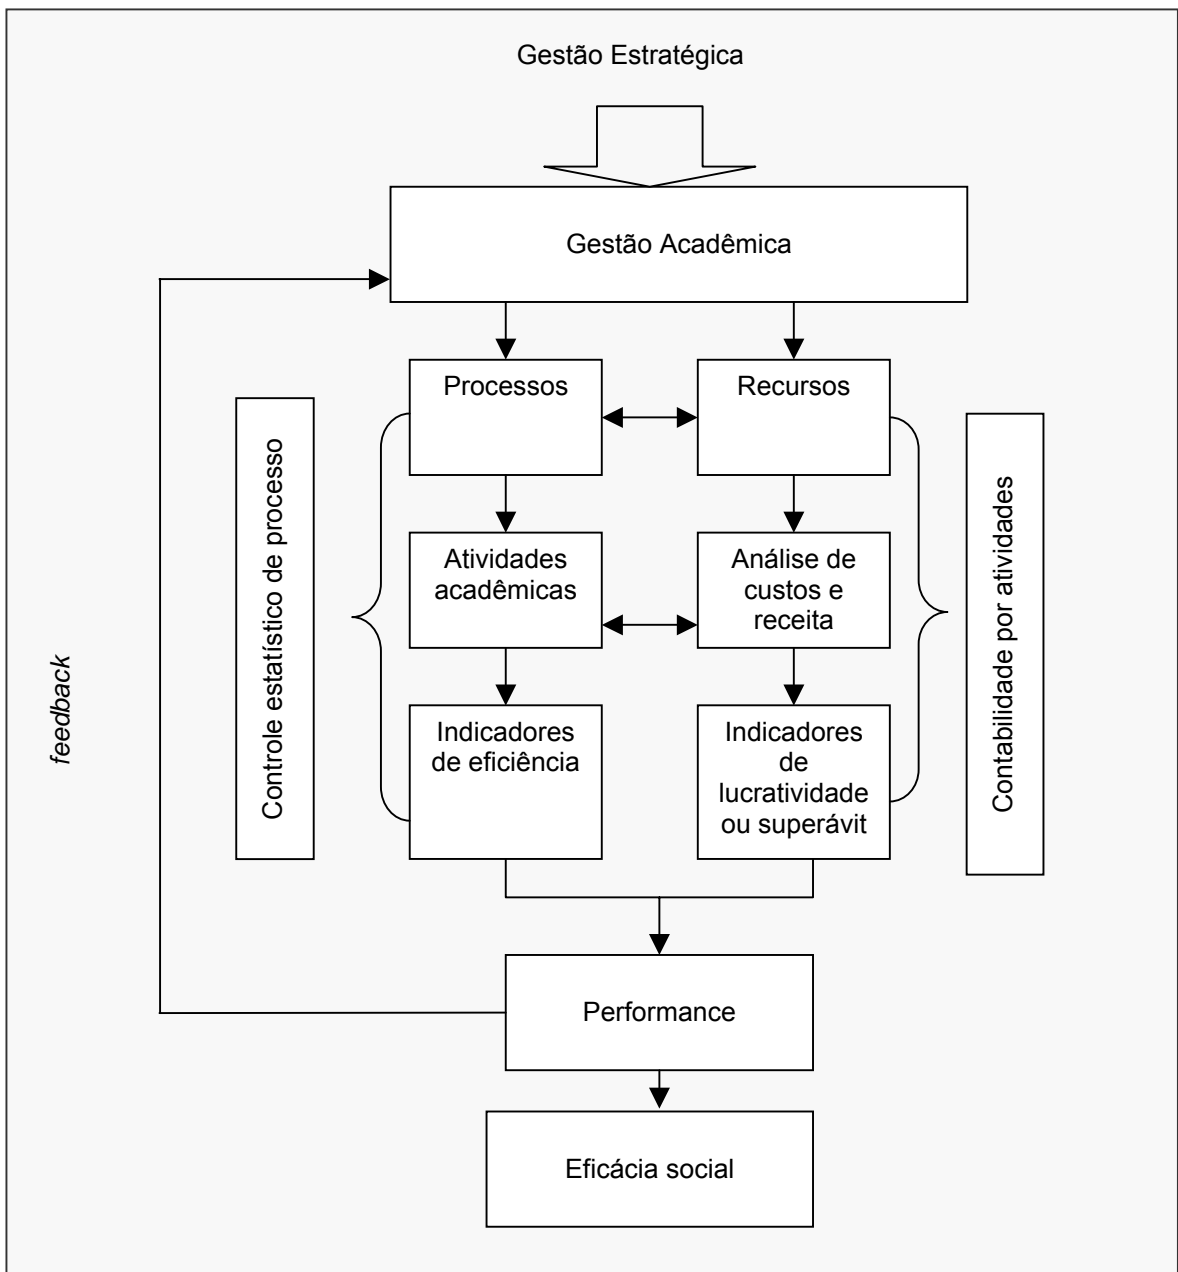 Gestão Estratégica
Gestão Acadêmica
Processos
Recursos
Controle estatístico de processo
Contabilidade por atividades
Atividades
acadêmicas
Análise de
custos e
receita
feedback
Indicadores
de eficiência
Indicadores
de
lucratividade
ou superávit
Performance
Eficácia social